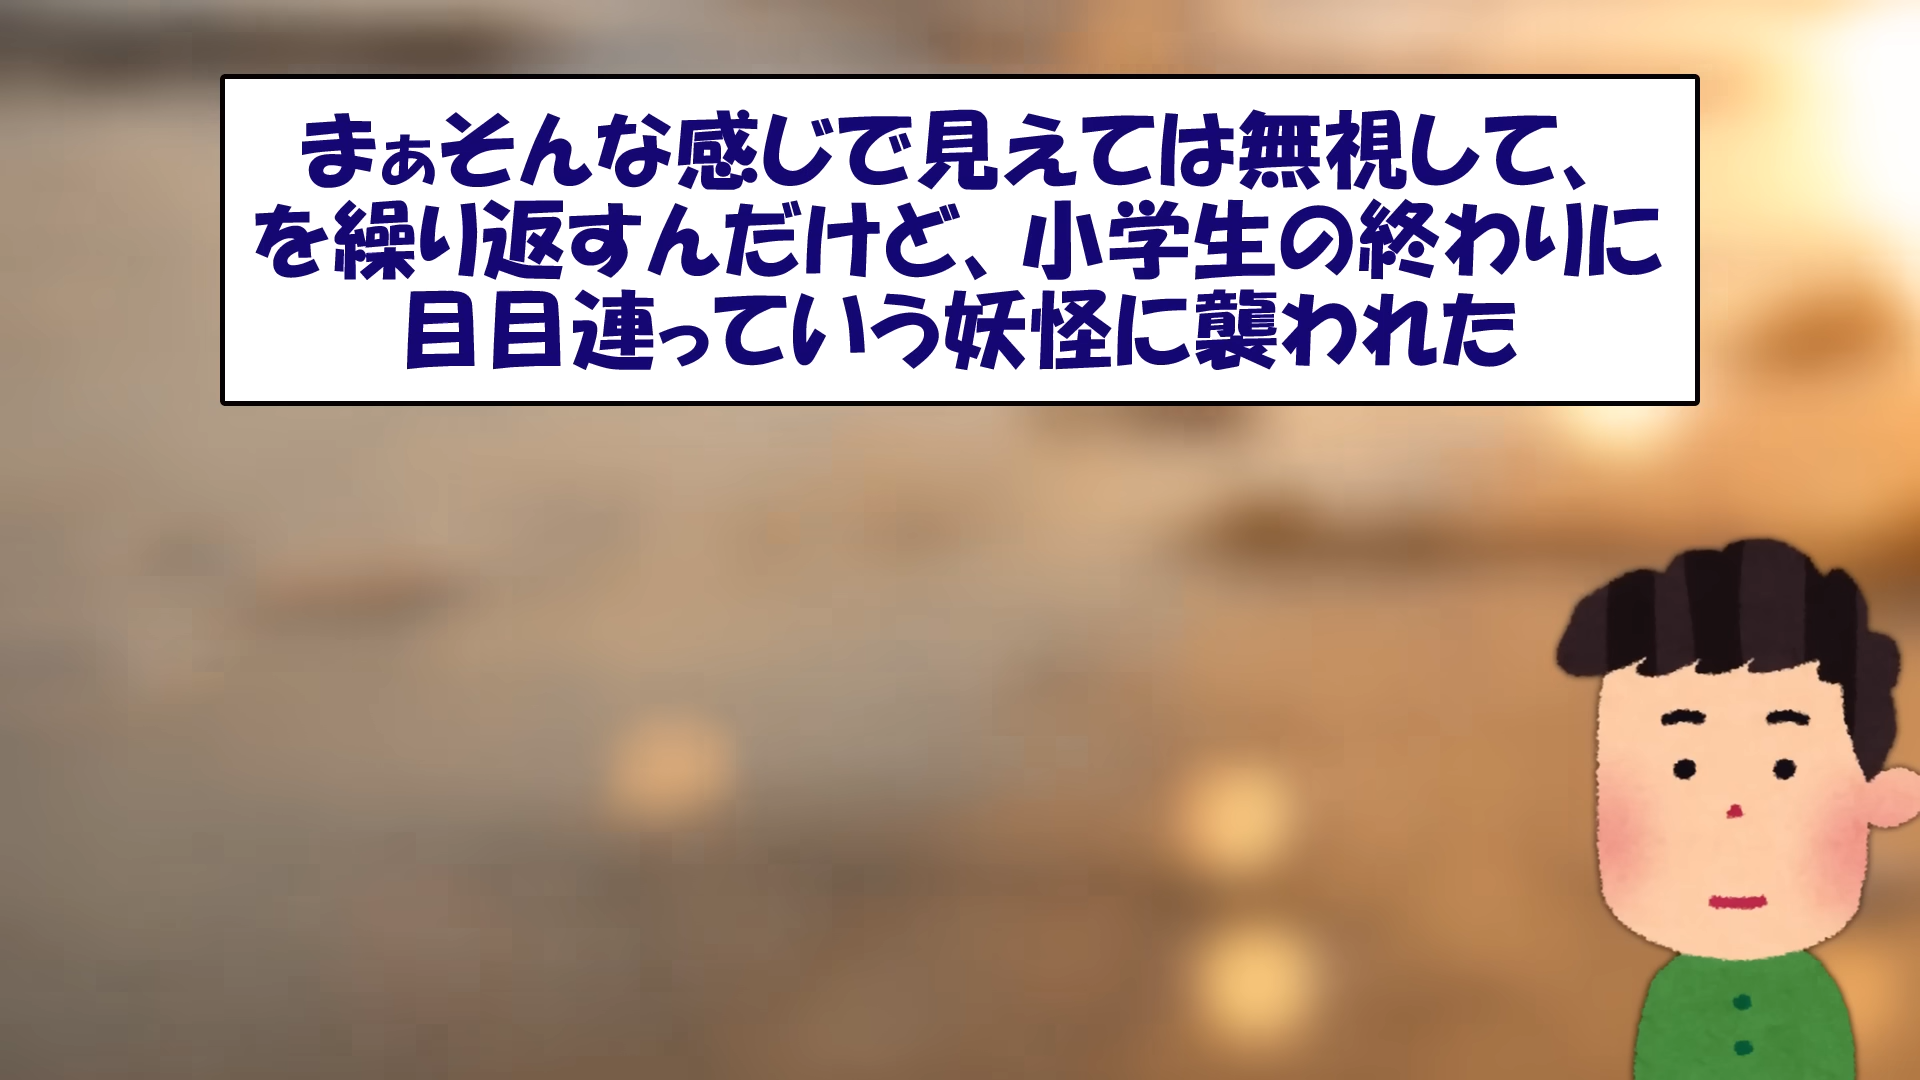 まぁそんな感じで見えては無視して、
を繰り返すんだけど、小学生の終わりに
目目連っていう妖怪に襲われた